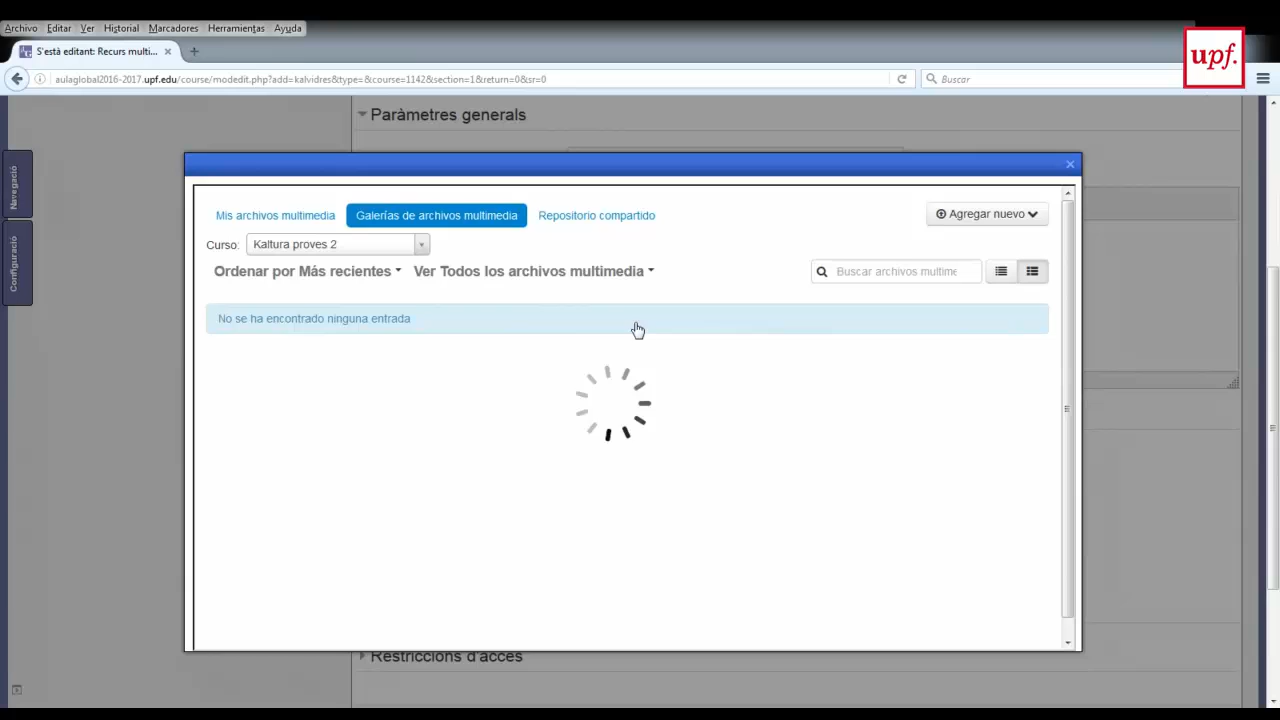 Archivo Editar Ver Historial Marcadores Herramientas Ayuda
S'està editant: Recurs multi...
upf.
aulaglobal2016-2017.upf.edu/course/modedit.php?add=kalvidres&type=&course=1142&section=1&return=0&sr=0
Buscar
Paràmetres generals
Navegació
Configuració
Mis archivos multimedia Galerías de archivos multimedia Repositorio compartido Agregar nuevo
Curso: Kaltura proves 2
Ordenar por Más recientes Ver Todos los archivos multimedia Buscar archivos multime
No se ha encontrado ninguna entrada
Restriccions d'accés